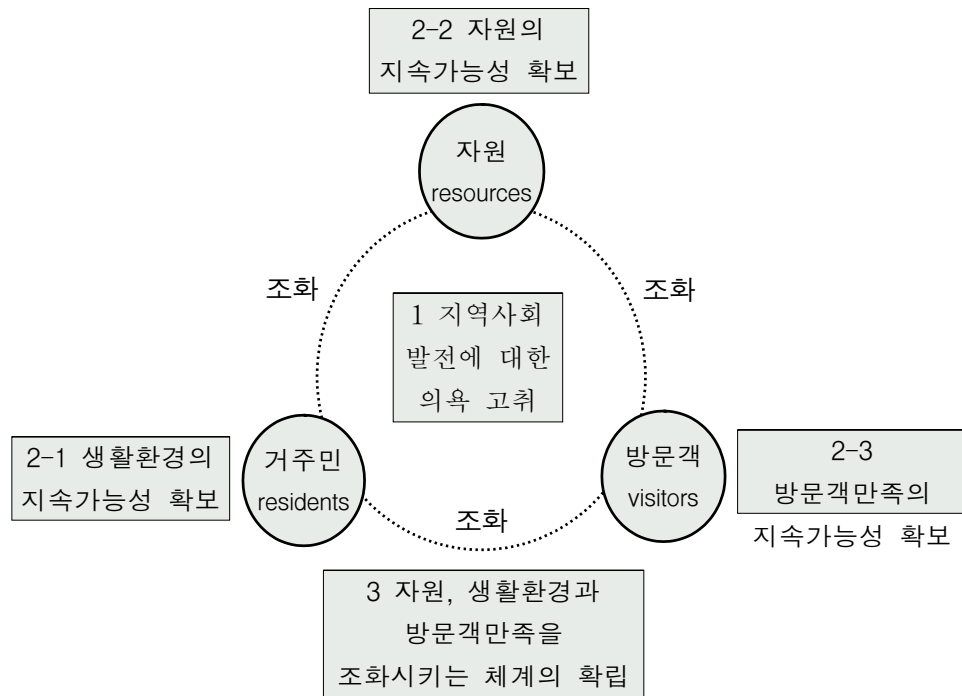 2-2 자원의
지속가능성 확보
자원
resources
조화
조화
1 지역사회
발전에 대한
의욕 고취
2-1 생활환경의
지속가능성 확보
거주민
residents
방문객
visitors
2-3
방문객만족의
지속가능성 확보
조화
3 자원, 생활환경과
방문객만족을
조화시키는 체계의 확립